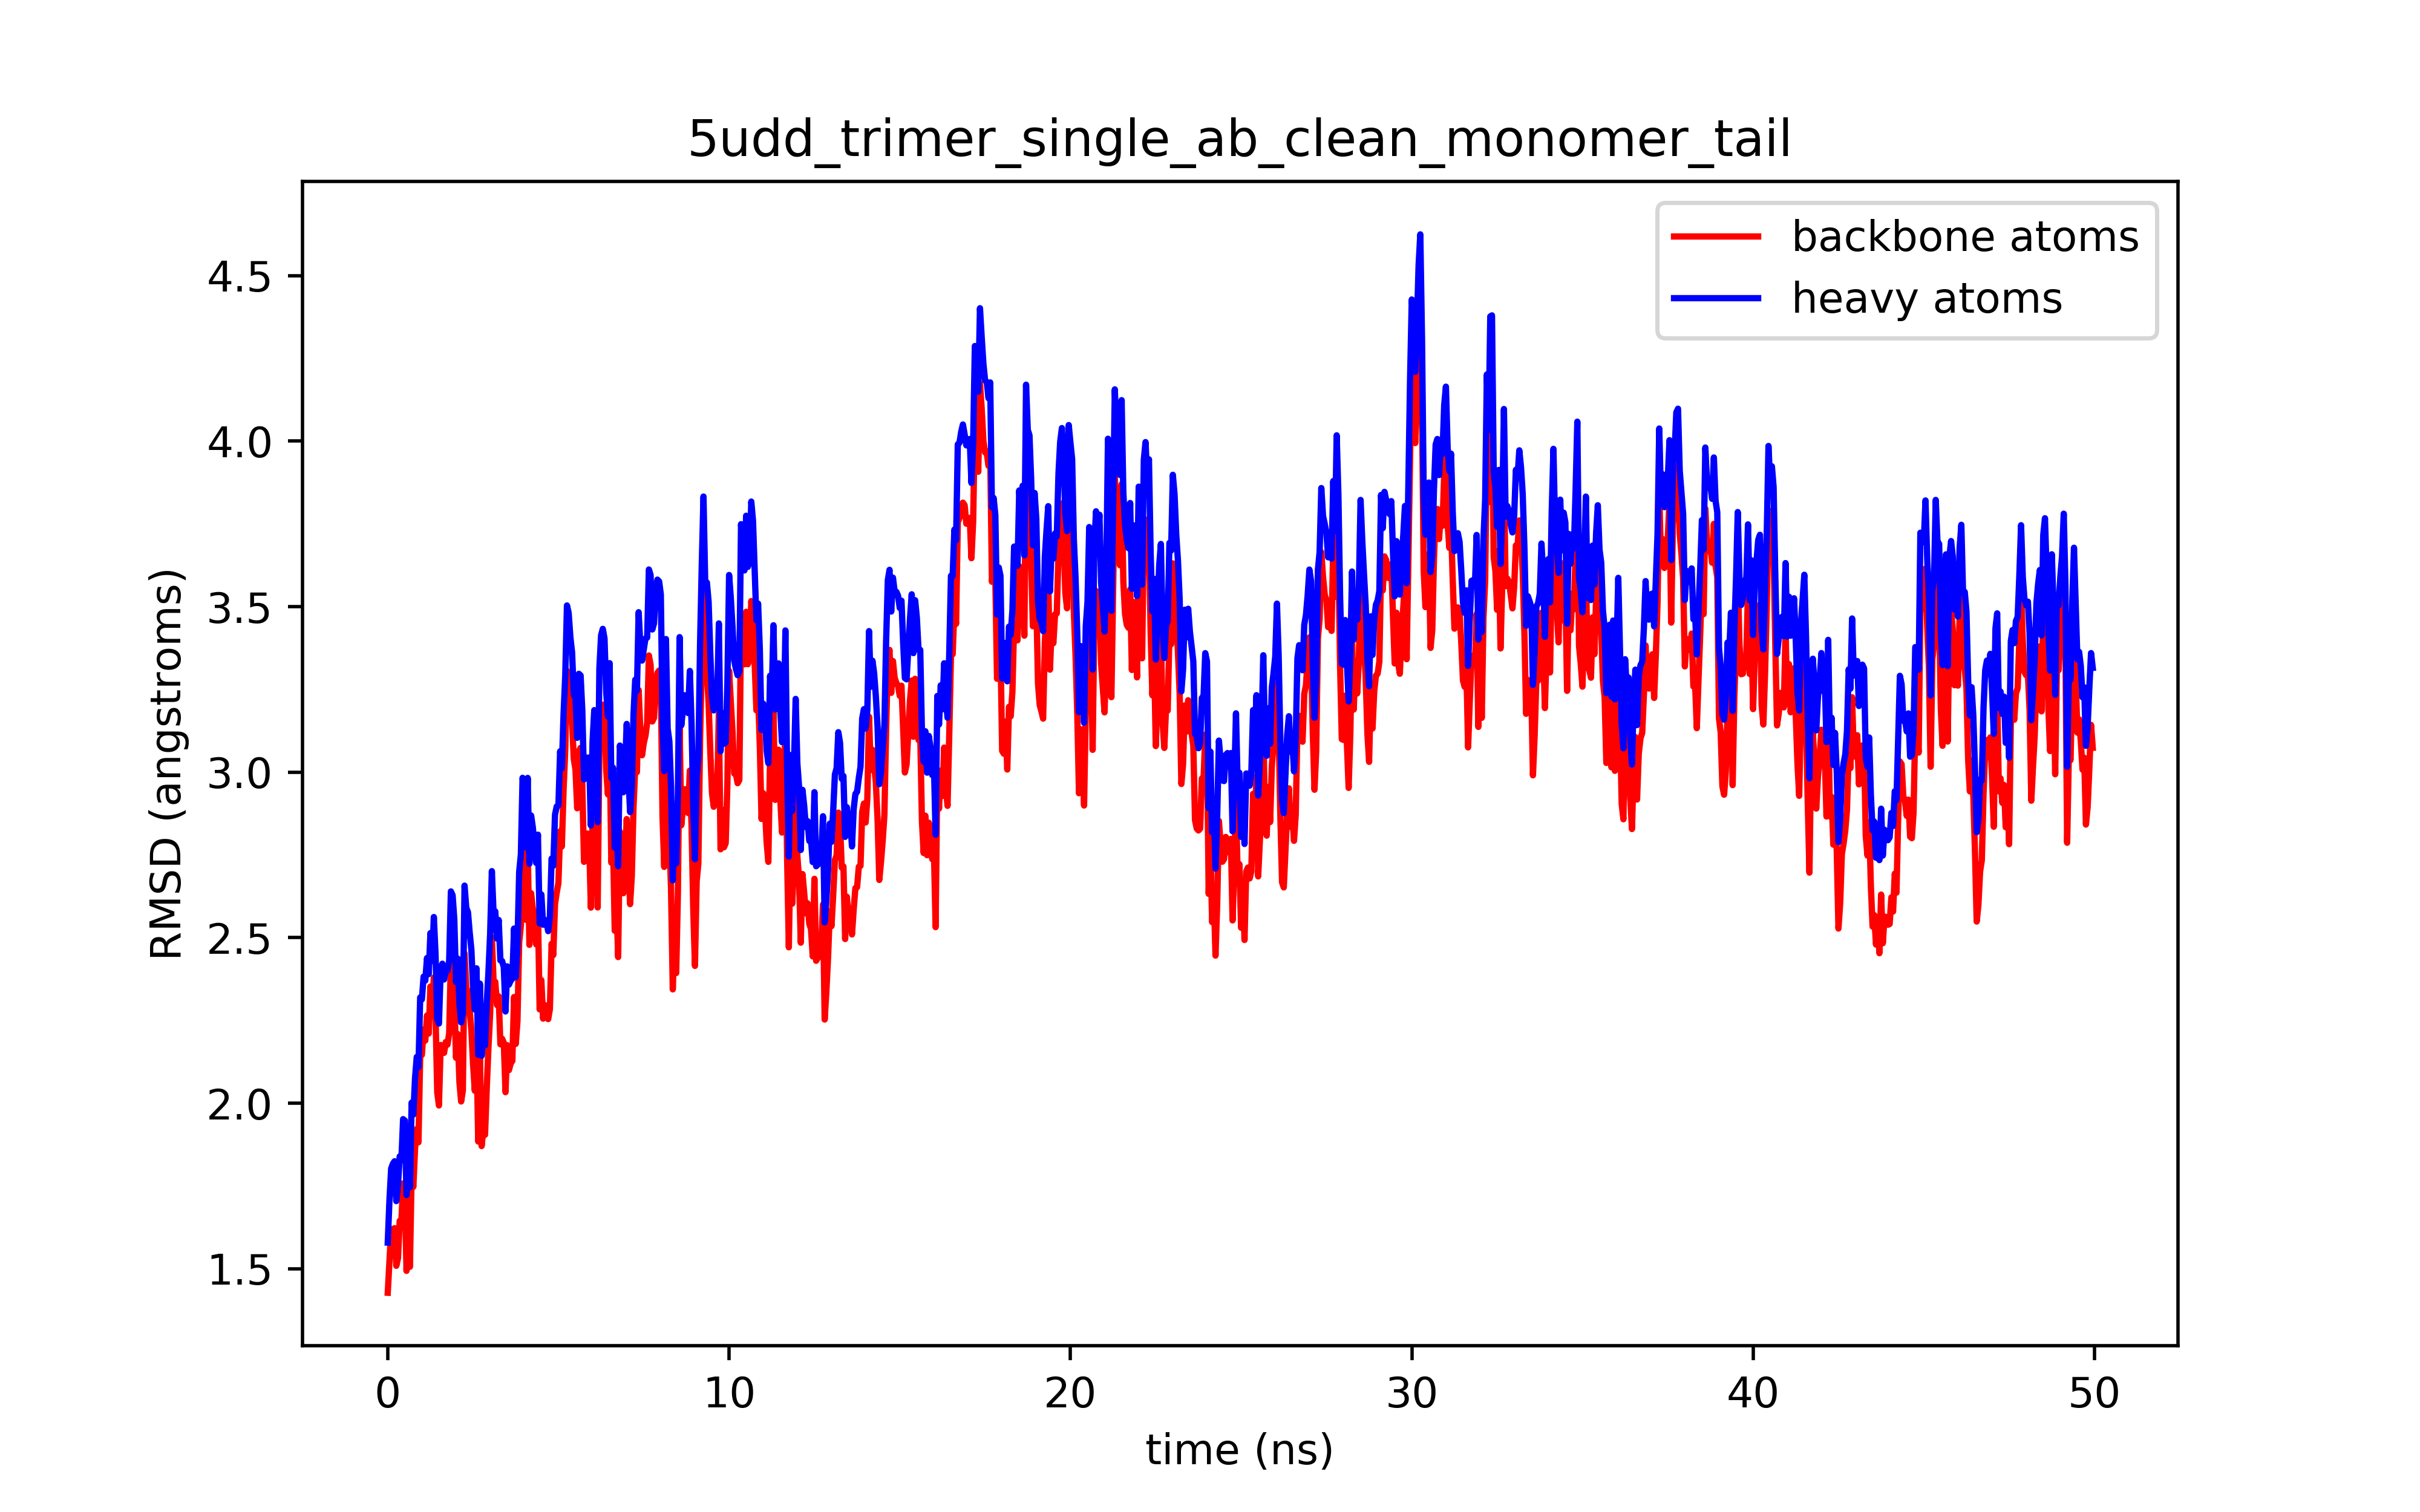 5udd_trimer_single_ab_clean_monomer_tail
backbone atoms
heavy atoms
RMSD (angstroms)
4.5
4.0
3.5
3.0
2.5
2.0
1.5
0 10 20 30 40 50
time (ns)